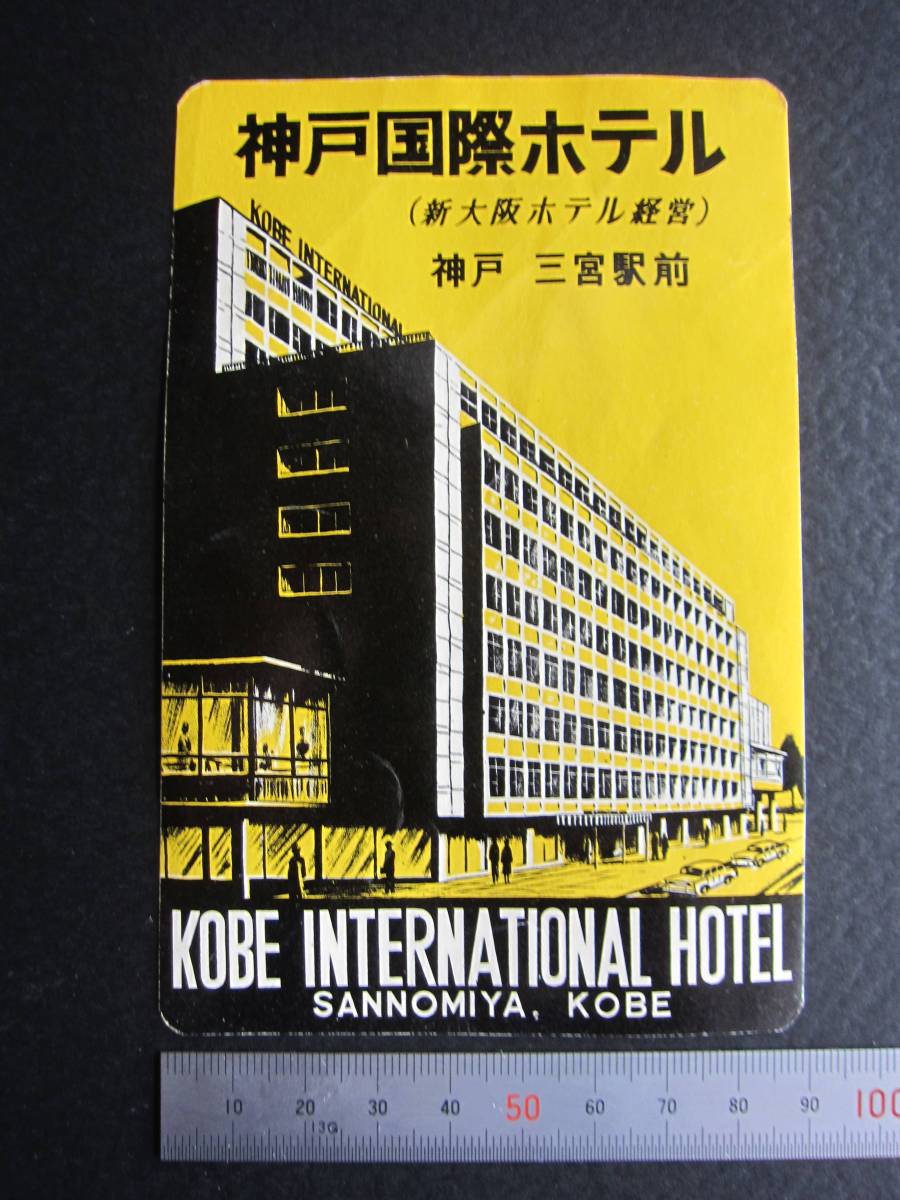 神戸国際ホテル
(新大阪ホテル経営)
神戸 三宮駅前
KOBE INTERNATIONAL
KOBE INTERNATIONAL HOTEL
SANNOMIYA, KOBE
10 20 30 40 50 60 70 80 90 100
13G